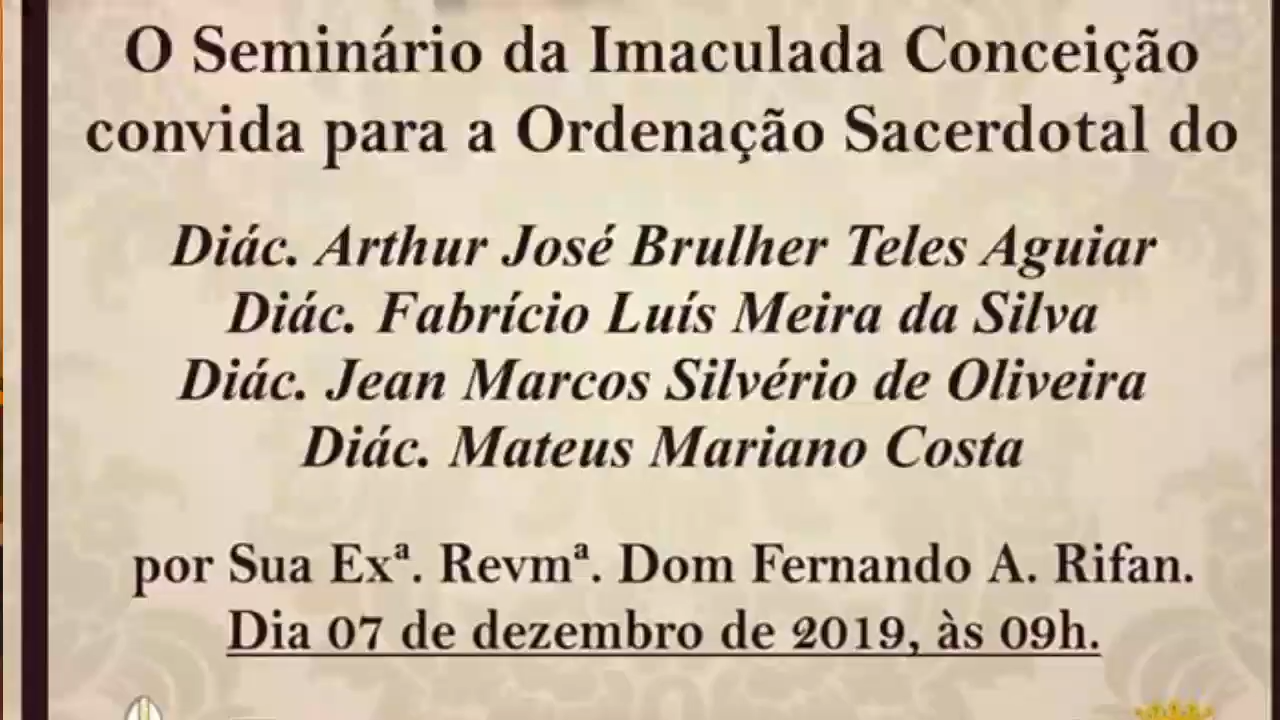 O Seminário da Imaculada Conceição
convida para a Ordenação Sacerdotal do
Diác. Arthur José Brulher Teles Aguiar
Diác. Fabrício Luís Meira da Silva
Diác. Jean Marcos Silvério de Oliveira
Diác. Mateus Mariano Costa
por Sua Exª. Revmª. Dom Fernando A. Rifan.
Dia 07 de dezembro de 2019, às 09h.